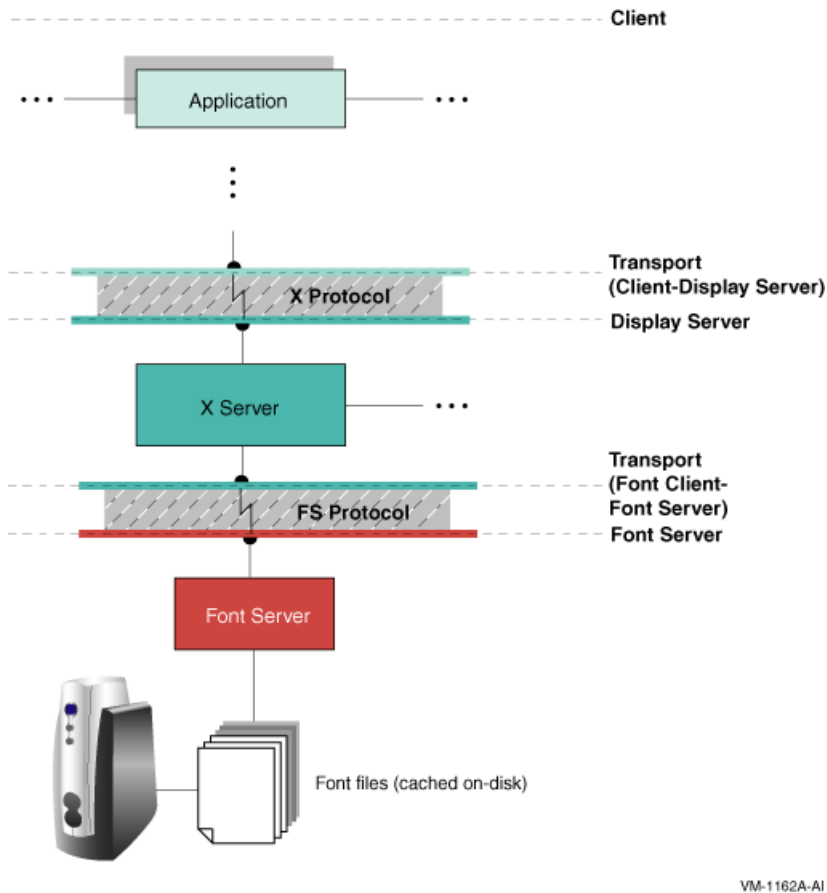 Client
Application
Transport
(Client-Display Server)
X Protocol
Display Server
X Server
Transport
(Font Client-
Font Server)
FS Protocol
Font Server
Font Server
Font files (cached on-disk)
VM-1162A-AI